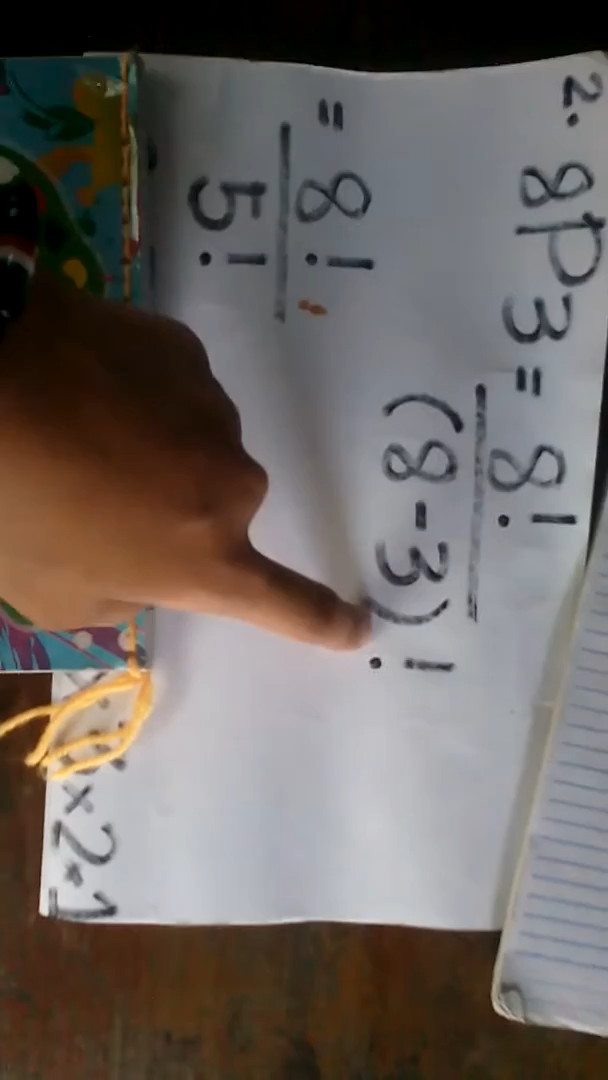 2. 8P3 = 8!
(8-3)!
= 8!
5!
×2×1